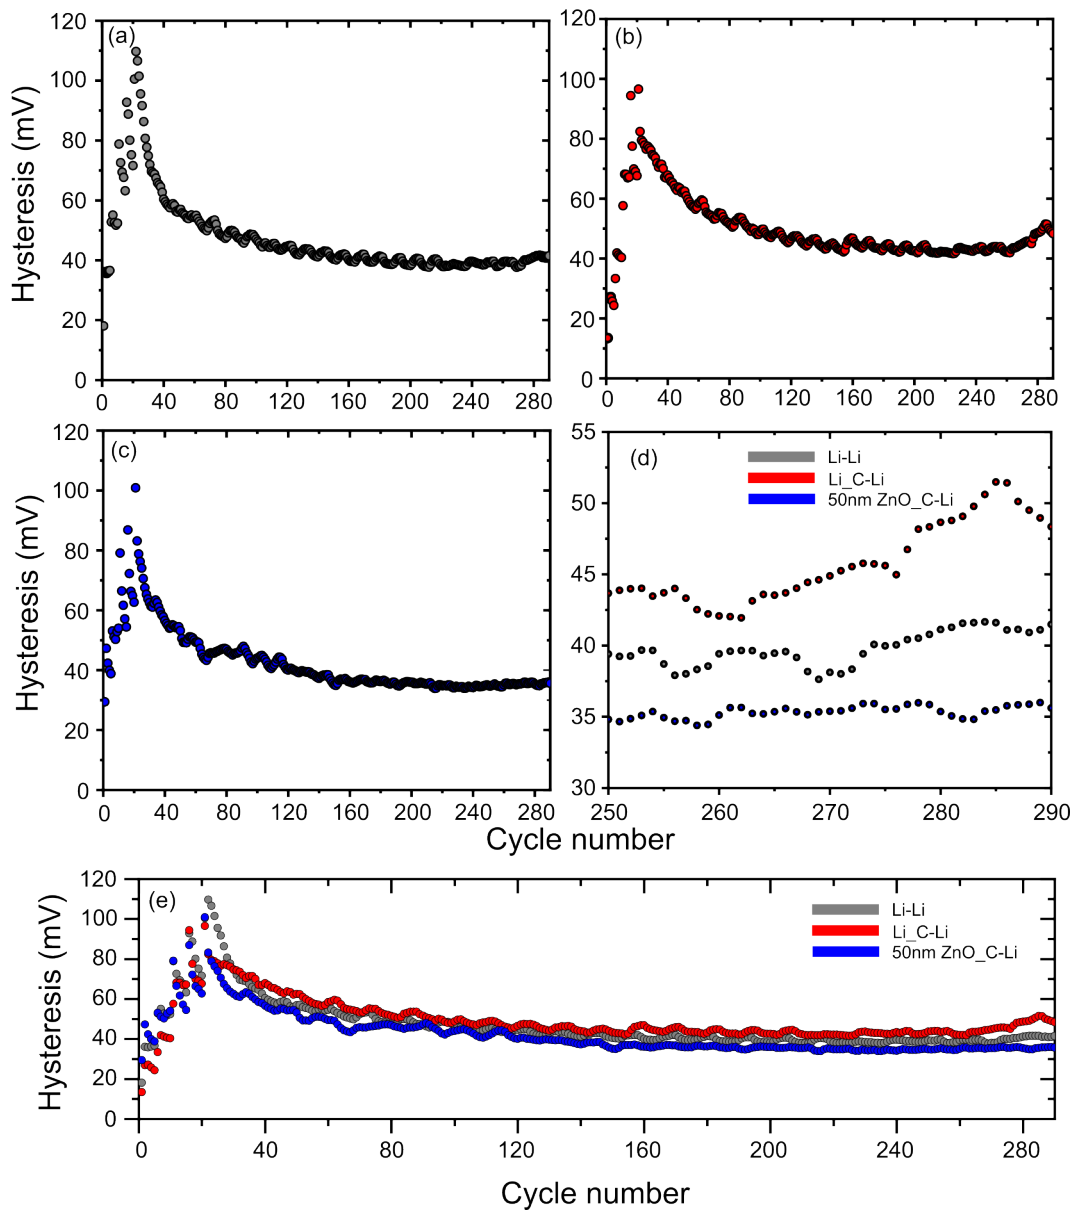 (a)
120
100
80
60
40
20
0
Hysteresis (mV)
0 40 80 120 160 200 240 280
(b)
120
100
80
60
40
20
0
0 40 80 120 160 200 240 280
(c)
120
100
80
60
40
20
0
Hysteresis (mV)
0 40 80 120 160 200 240 280
(d)
55
50
45
40
35
30
Li-Li
Li_C-Li
50nm ZnO_C-Li
250 260 270 280 290
Cycle number
(e)
120
100
80
60
40
20
0
Hysteresis (mV)
Li-Li
Li_C-Li
50nm ZnO_C-Li
0 40 80 120 160 200 240 280
Cycle number